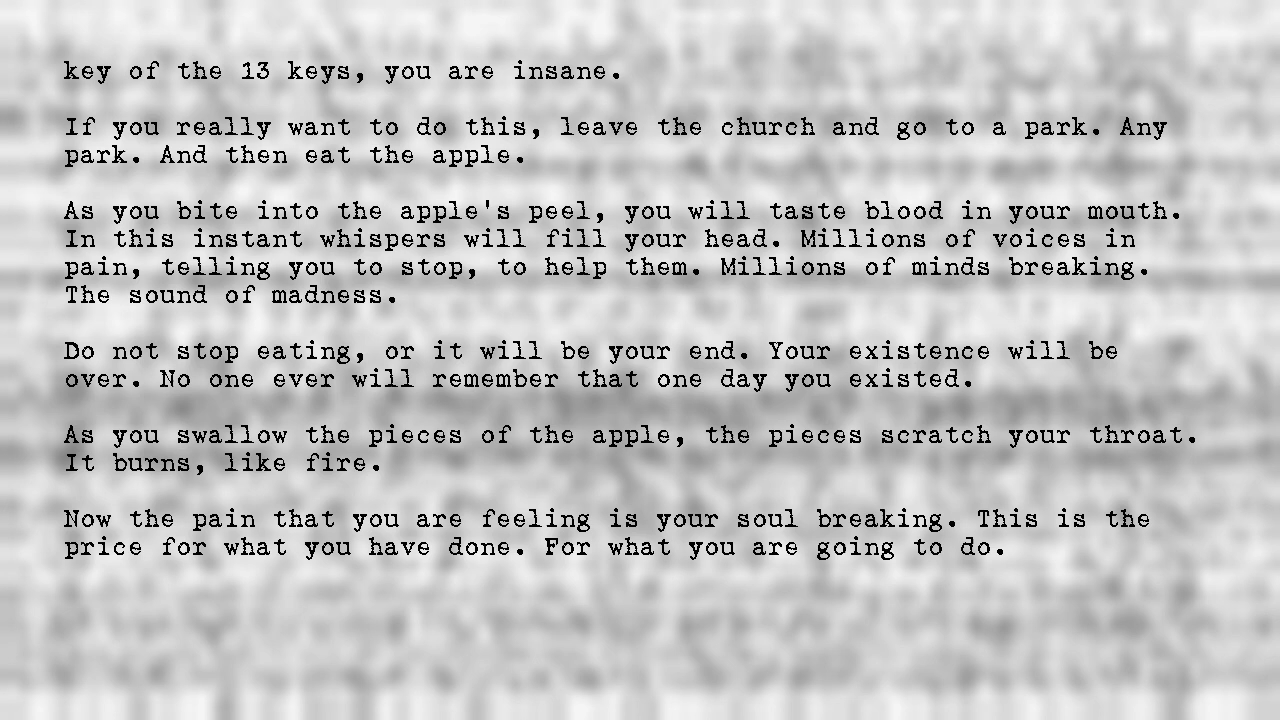 key of the 13 keys, you are insane.
If you really want to do this, leave the church and go to a park. Any
park. And then eat the apple.
As you bite into the apple's peel, you will taste blood in your mouth.
In this instant whispers will fill your head. Millions of voices in
pain, telling you to stop, to help them. Millions of minds breaking.
The sound of madness.
Do not stop eating, or it will be your end. Your existence will be
over. No one ever will remember that one day you existed.
As you swallow the pieces of the apple, the pieces scratch your throat.
It burns, like fire.
Now the pain that you are feeling is your soul breaking. This is the
price for what you have done. For what you are going to do.